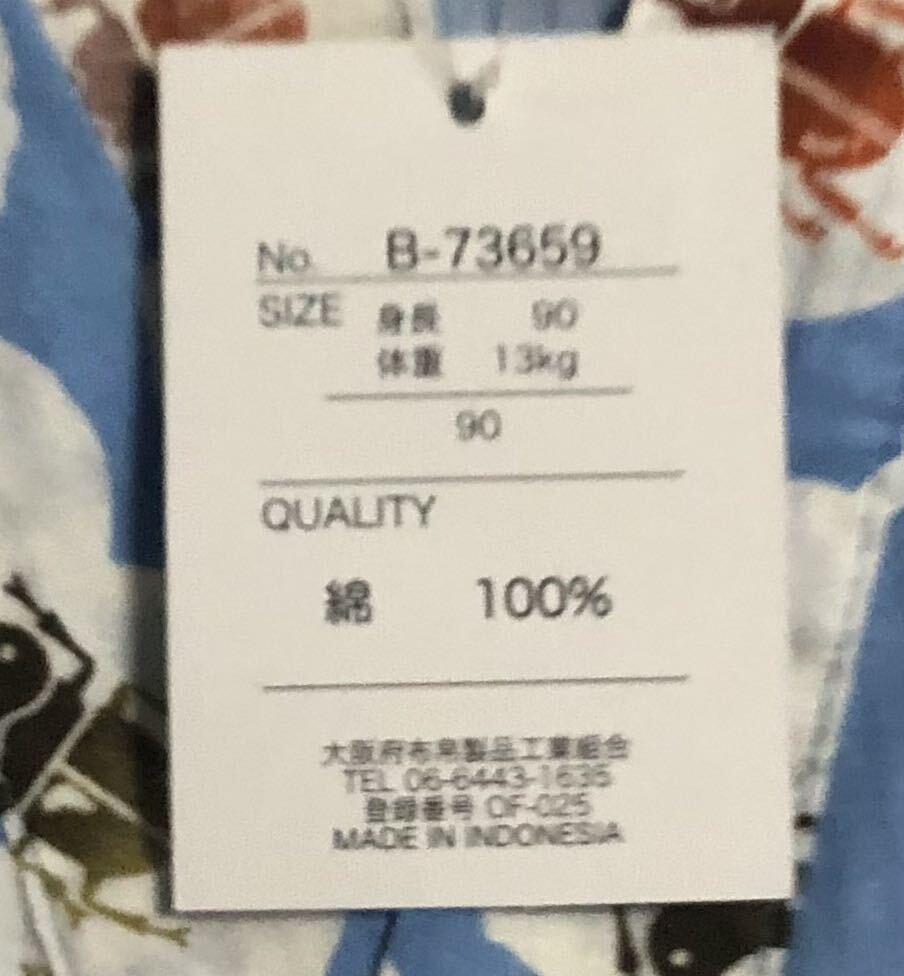 No. B-73659
SIZE 身長 90
体重 13kg
90
QUALITY
綿 100%
大阪府布帛製品工業組合
TEL 06-6443-1635
登録番号 OF-025
MADE IN INDONESIA